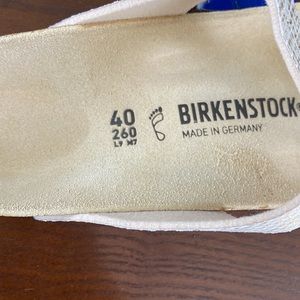 40
260
L9 M7
BIRKENSTOCK
MADE IN GERMANY